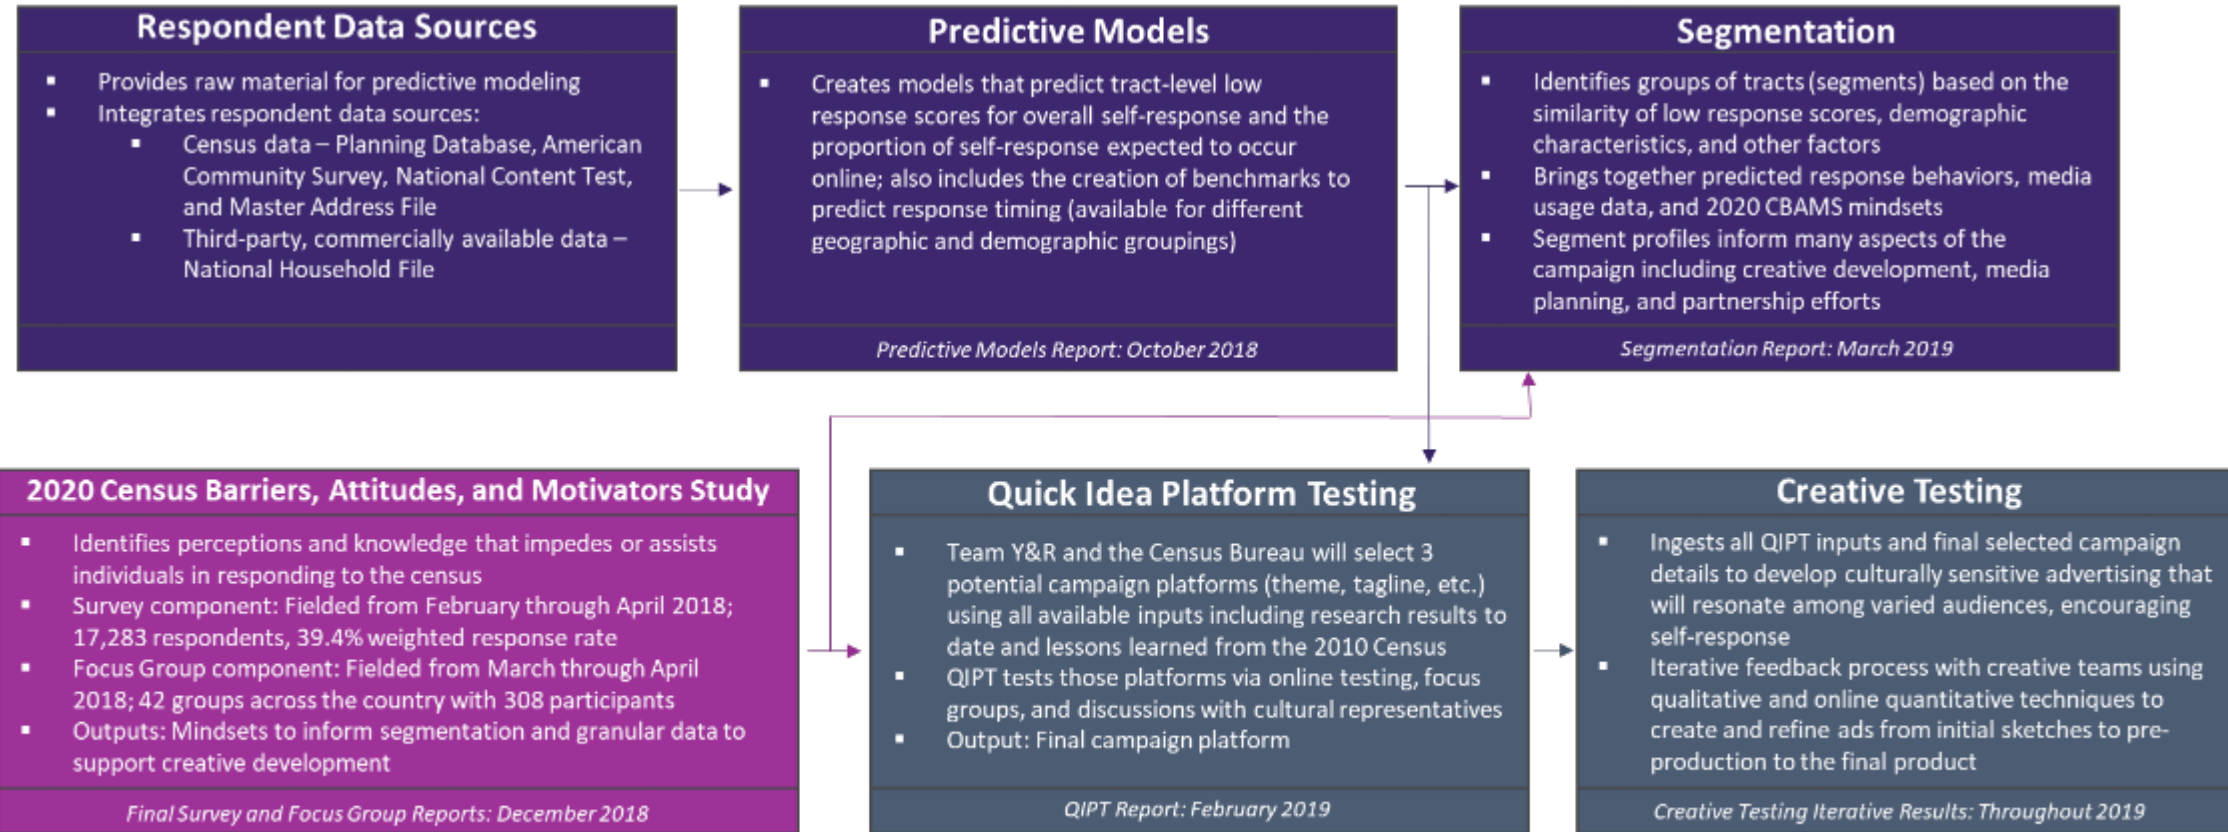 Respondent Data Sources
▪ Provides raw material for predictive modeling
▪ Integrates respondent data sources:
▪ Census data – Planning Database, American
Community Survey, National Content Test,
and Master Address File
▪ Third-party, commercially available data –
National Household File
Predictive Models
▪ Creates models that predict tract-level low
response scores for overall self-response and the
proportion of self-response expected to occur
online; also includes the creation of benchmarks to
predict response timing (available for different
geographic and demographic groupings)
Predictive Models Report: October 2018
Segmentation
▪ Identifies groups of tracts (segments) based on the
similarity of low response scores, demographic
characteristics, and other factors
▪ Brings together predicted response behaviors, media
usage data, and 2020 CBAMS mindsets
▪ Segment profiles inform many aspects of the
campaign including creative development, media
planning, and partnership efforts
Segmentation Report: March 2019
2020 Census Barriers, Attitudes, and Motivators Study
▪ Identifies perceptions and knowledge that impedes or assists
individuals in responding to the census
▪ Survey component: Fielded from February through April 2018;
17,283 respondents, 39.4% weighted response rate
▪ Focus Group component: Fielded from March through April
2018; 42 groups across the country with 308 participants
▪ Outputs: Mindsets to inform segmentation and granular data to
support creative development
Final Survey and Focus Group Reports: December 2018
Quick Idea Platform Testing
▪ Team Y&R and the Census Bureau will select 3
potential campaign platforms (theme, tagline, etc.)
using all available inputs including research results to
date and lessons learned from the 2010 Census
▪ QIPT tests those platforms via online testing, focus
groups, and discussions with cultural representatives
▪ Output: Final campaign platform
QIPT Report: February 2019
Creative Testing
▪ Ingests all QIPT inputs and final selected campaign
details to develop culturally sensitive advertising that
will resonate among varied audiences, encouraging
self-response
▪ Iterative feedback process with creative teams using
qualitative and online quantitative techniques to
create and refine ads from initial sketches to pre-
production to the final product
Creative Testing Iterative Results: Throughout 2019